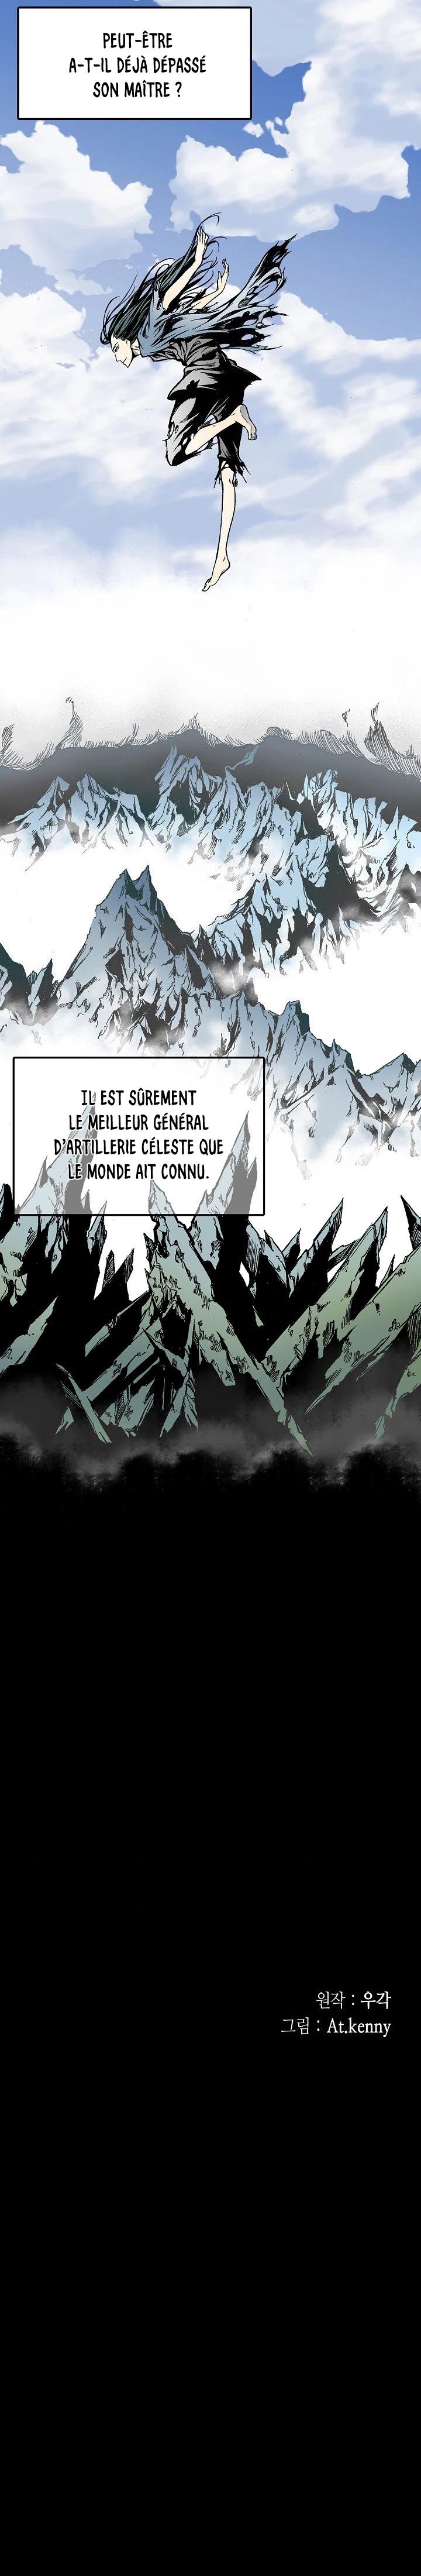 PEUT-ÊTRE
A-T-IL DÉJÀ DÉPASSÉ
SON MAÎTRE ?
IL EST SÛREMENT
LE MEILLEUR GÉNÉRAL
D'ARTILLERIE CÉLESTE QUE
LE MONDE AIT CONNU.
원작 : 우각
그림 : At.kenny